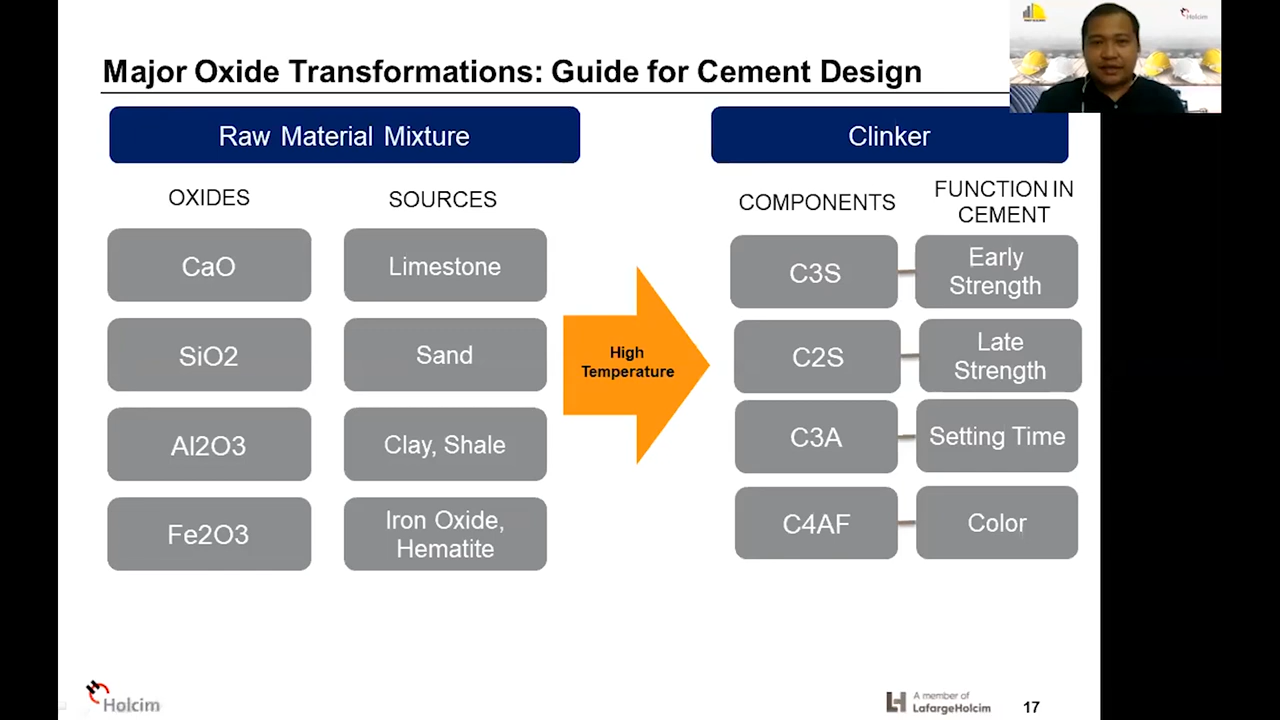 Major Oxide Transformations: Guide for Cement Design
Holcim
Raw Material Mixture
Clinker
OXIDES
SOURCES
COMPONENTS
FUNCTION IN
CEMENT
CaO
Limestone
C3S
Early
Strength
SiO2
Sand
High
Temperature
C2S
Late
Strength
Al2O3
Clay, Shale
C3A
Setting Time
Fe2O3
Iron Oxide,
Hematite
C4AF
Color
Holcim
A member of
LafargeHolcim
17